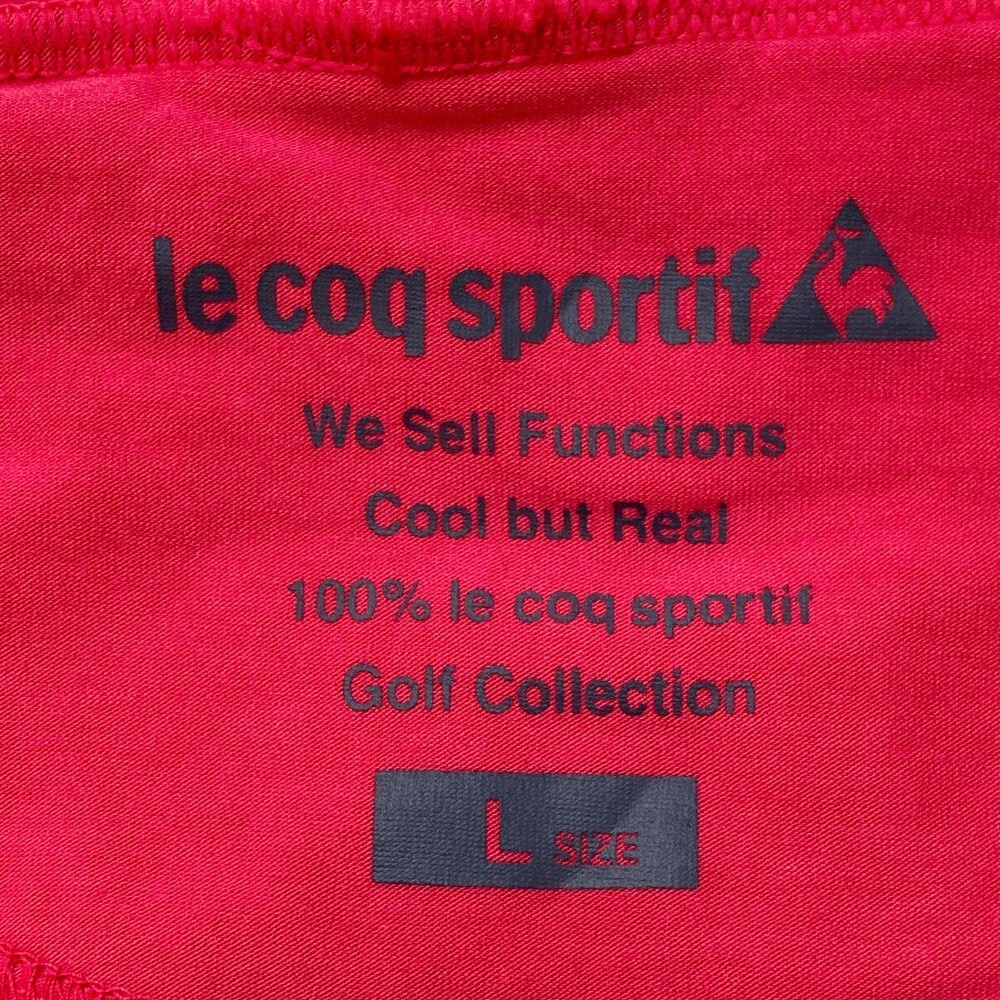 le coq sportif
We Sell Functions
Cool but Real
100% le coq sportif
Golf Collection
L SIZE